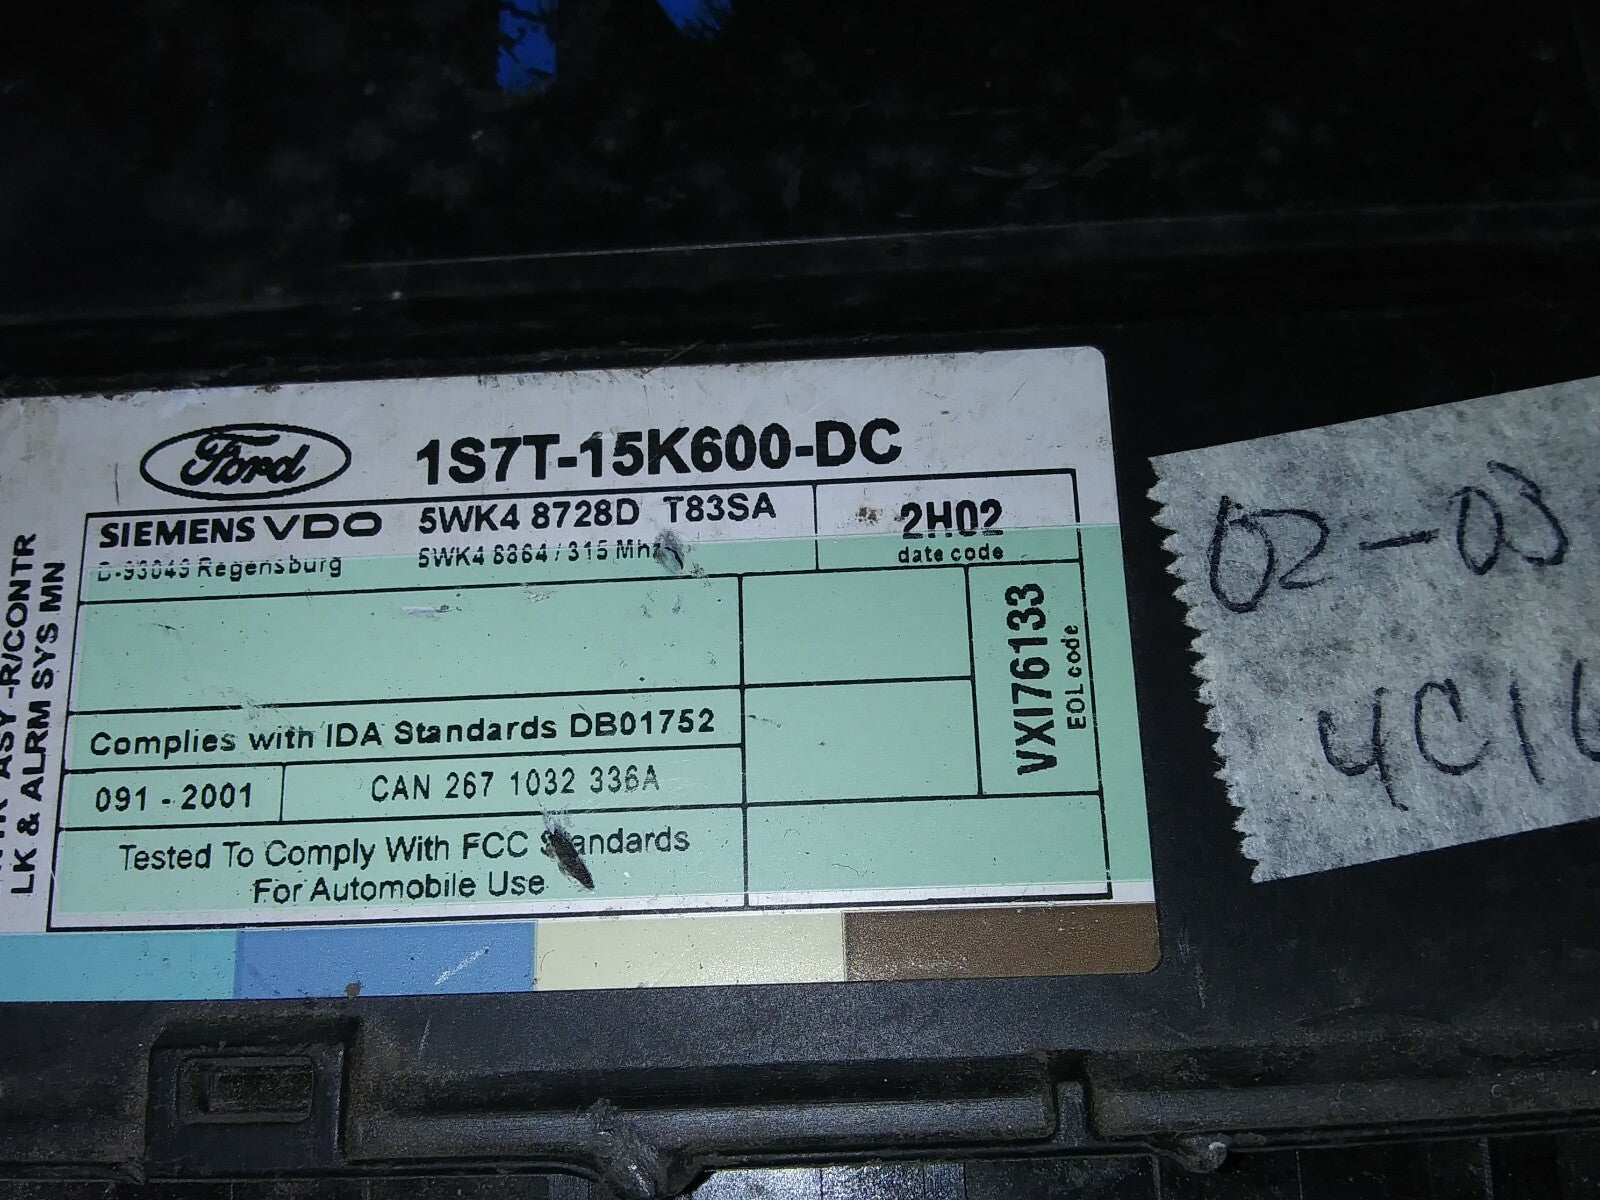 Ford
1S7T-15K600-DC
SIEMENS VDO
5WK4 8728D T83SA
2H02
D-93049 Regensburg
5WK4 8864 / 315 Mhz
date code
VXI76133
EOL code
Complies with IDA Standards DB01752
091 - 2001
CAN 267 1032 336A
Tested To Comply With FCC Standards
For Automobile Use
ASY-R/CONTR
LK & ALRM SYS MN
02-03
4C16